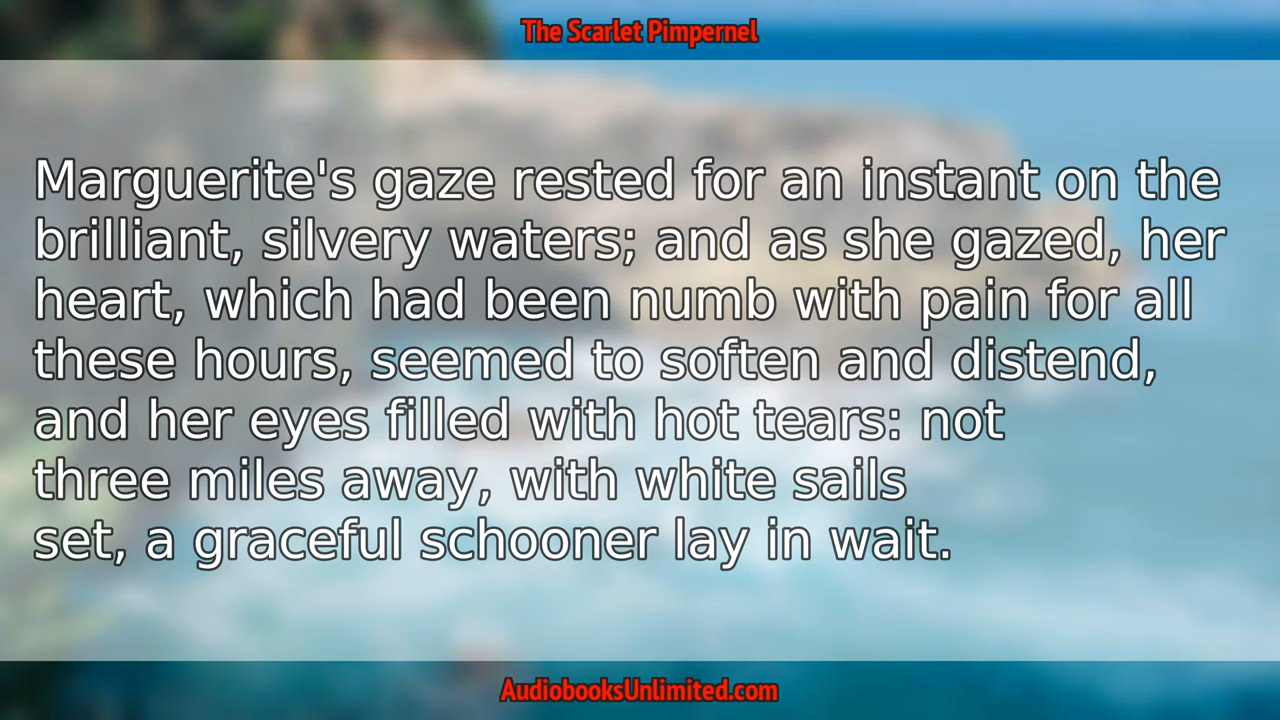 The Scarlet Pimpernel
Marguerite's gaze rested for an instant on the
brilliant, silvery waters; and as she gazed, her
heart, which had been numb with pain for all
these hours, seemed to soften and distend,
and her eyes filled with hot tears: not
three miles away, with white sails
set, a graceful schooner lay in wait.
AudiobooksUnlimited.com